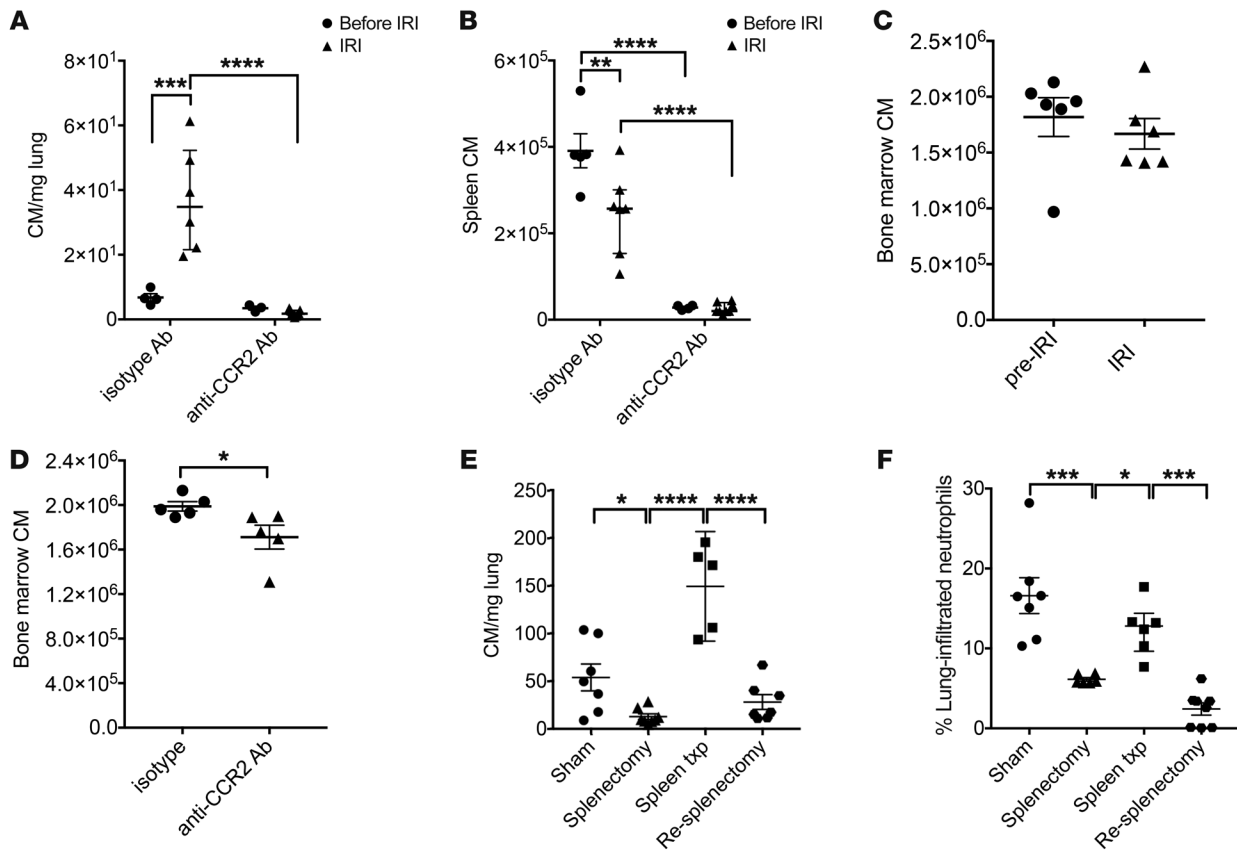 A
● Before IRI
▲ IRI
CM/mg lung
8×10¹
6×10¹
4×10¹
2×10¹
0
***
****
isotype Ab
anti-CCR2 Ab
B
● Before IRI
▲ IRI
Spleen CM
6×10⁵
4×10⁵
2×10⁵
0
****
**
****
isotype Ab
anti-CCR2 Ab
C
Bone marrow CM
2.5×10⁶
2.0×10⁶
1.5×10⁶
1.0×10⁶
5.0×10⁵
0.0
pre-IRI
IRI
D
Bone marrow CM
2.4×10⁶
2.0×10⁶
1.6×10⁶
1.2×10⁶
8.0×10⁵
4.0×10⁵
0.0
*
isotype
anti-CCR2 Ab
E
CM/mg lung
250
200
150
100
50
0
*
****
****
Sham
Splenectomy
Spleen txp
Re-splenectomy
F
% Lung-infiltrated neutrophils
30
20
10
0
***
*
***
Sham
Splenectomy
Spleen txp
Re-splenectomy